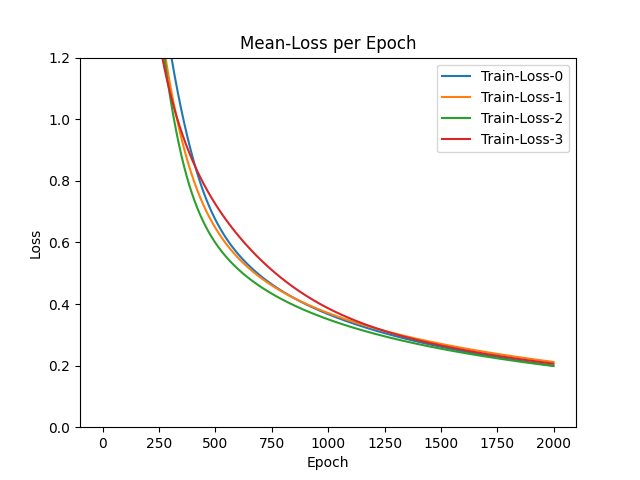 Mean-Loss per Epoch
1.2
1.0
0.8
0.6
0.4
0.2
0.0
Loss
Train-Loss-0
Train-Loss-1
Train-Loss-2
Train-Loss-3
0 250 500 750 1000 1250 1500 1750 2000
Epoch